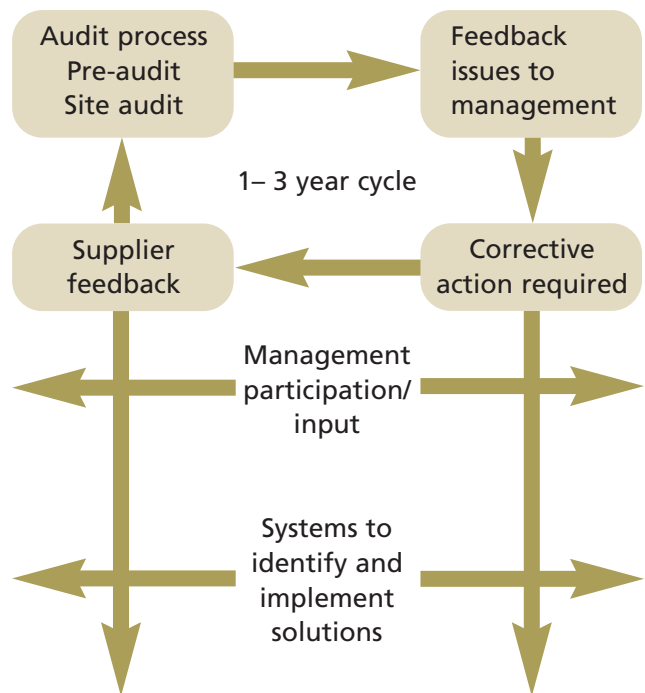 Audit process
Pre-audit
Site audit
Feedback
issues to
management
1– 3 year cycle
Supplier
feedback
Corrective
action required
Management
participation/
input
Systems to
identify and
implement
solutions